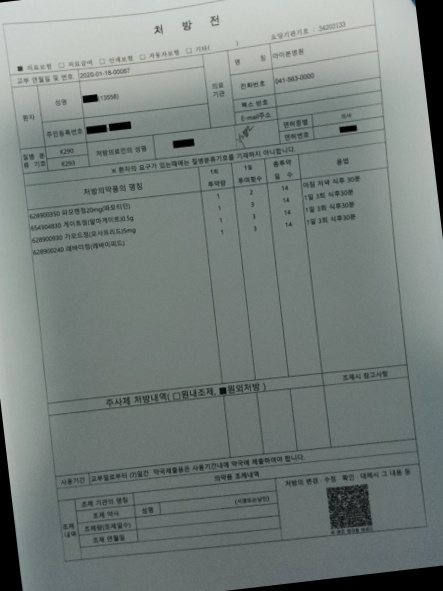 처 방 전
■ 의료보험 □ 의료급여 □ 산재보험 □ 자동차보험 □ 기타( )
요양기관기호 : 34200133
교부 연월일 및 번호 2020-01-18-00087
환자
성명
(13058)
주민등록번호
의료기관
명 칭 아이본병원
전화번호 041-563-0000
팩스 번호
E-mail주소
질병 분류 기호
K290
K293
처방의료인의 성명
면허종별 의사
면허번호
※ 환자의 요구가 있는때에는 질병분류기호를 기재하지 아니합니다.
처방의약품의 명칭 1회 투약량 1일 투여횟수 총투약 일 수 용법
628900350 파모텐정20mg(파모티딘) 1 2 14 아침 저녁 식후 30분
654304830 게이트정(알마게이트)0.5g 1 3 14 1일 3회 식후30분
628900930 가모드정(모사프리드)5mg 1 3 14 1일 3회 식후30분
628900240 레바미정(레바미피드) 1 3 14 1일 3회 식후30분
주사제 처방내역( □원내조제, ■원외처방 )
조제시 참고사항
사용기간 교부일로부터 (7)일간 약국제출용은 사용기간내에 약국에 제출하여야 합니다.
의약품 조제내역
조제내역
조제 기관의 명칭
조제 약사 성명 (서명또는날인)
조제량(조제일수)
조제 연월일
처방의 변경 · 수정 · 확인 · 대체시 그 내용 등